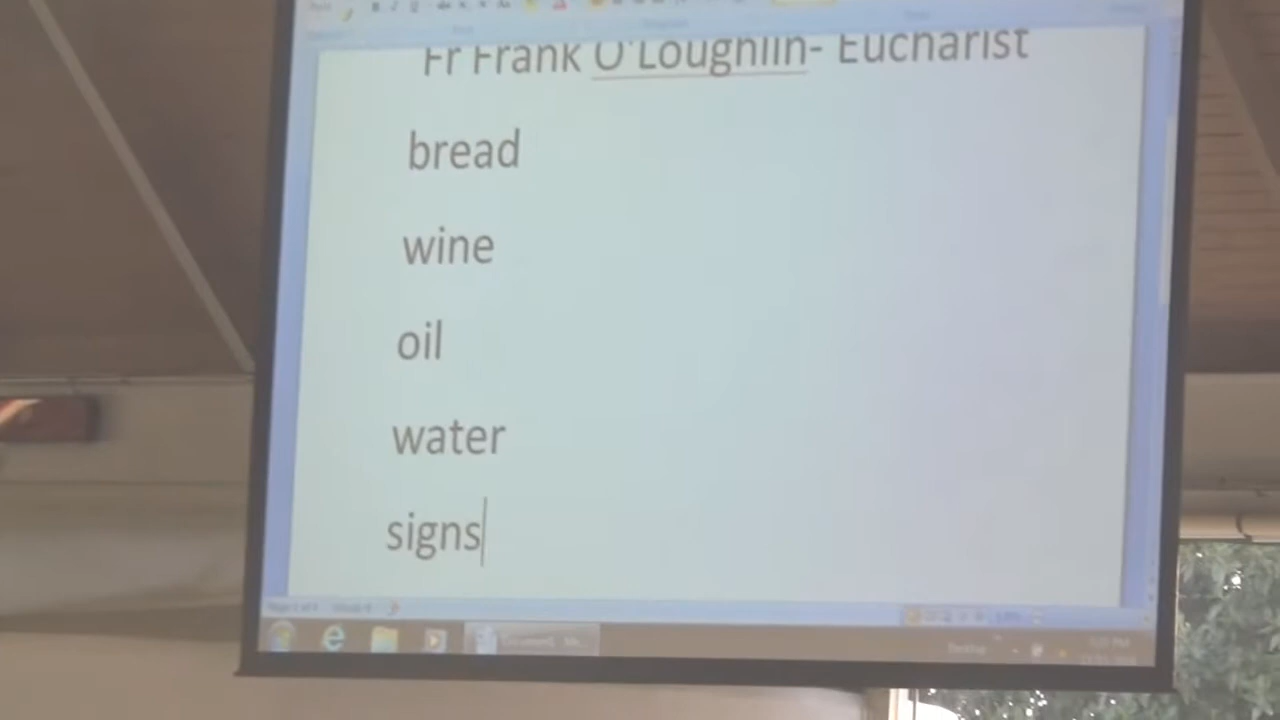 Fr Frank O'Loughlin- Eucharist
bread
wine
oil
water
signs